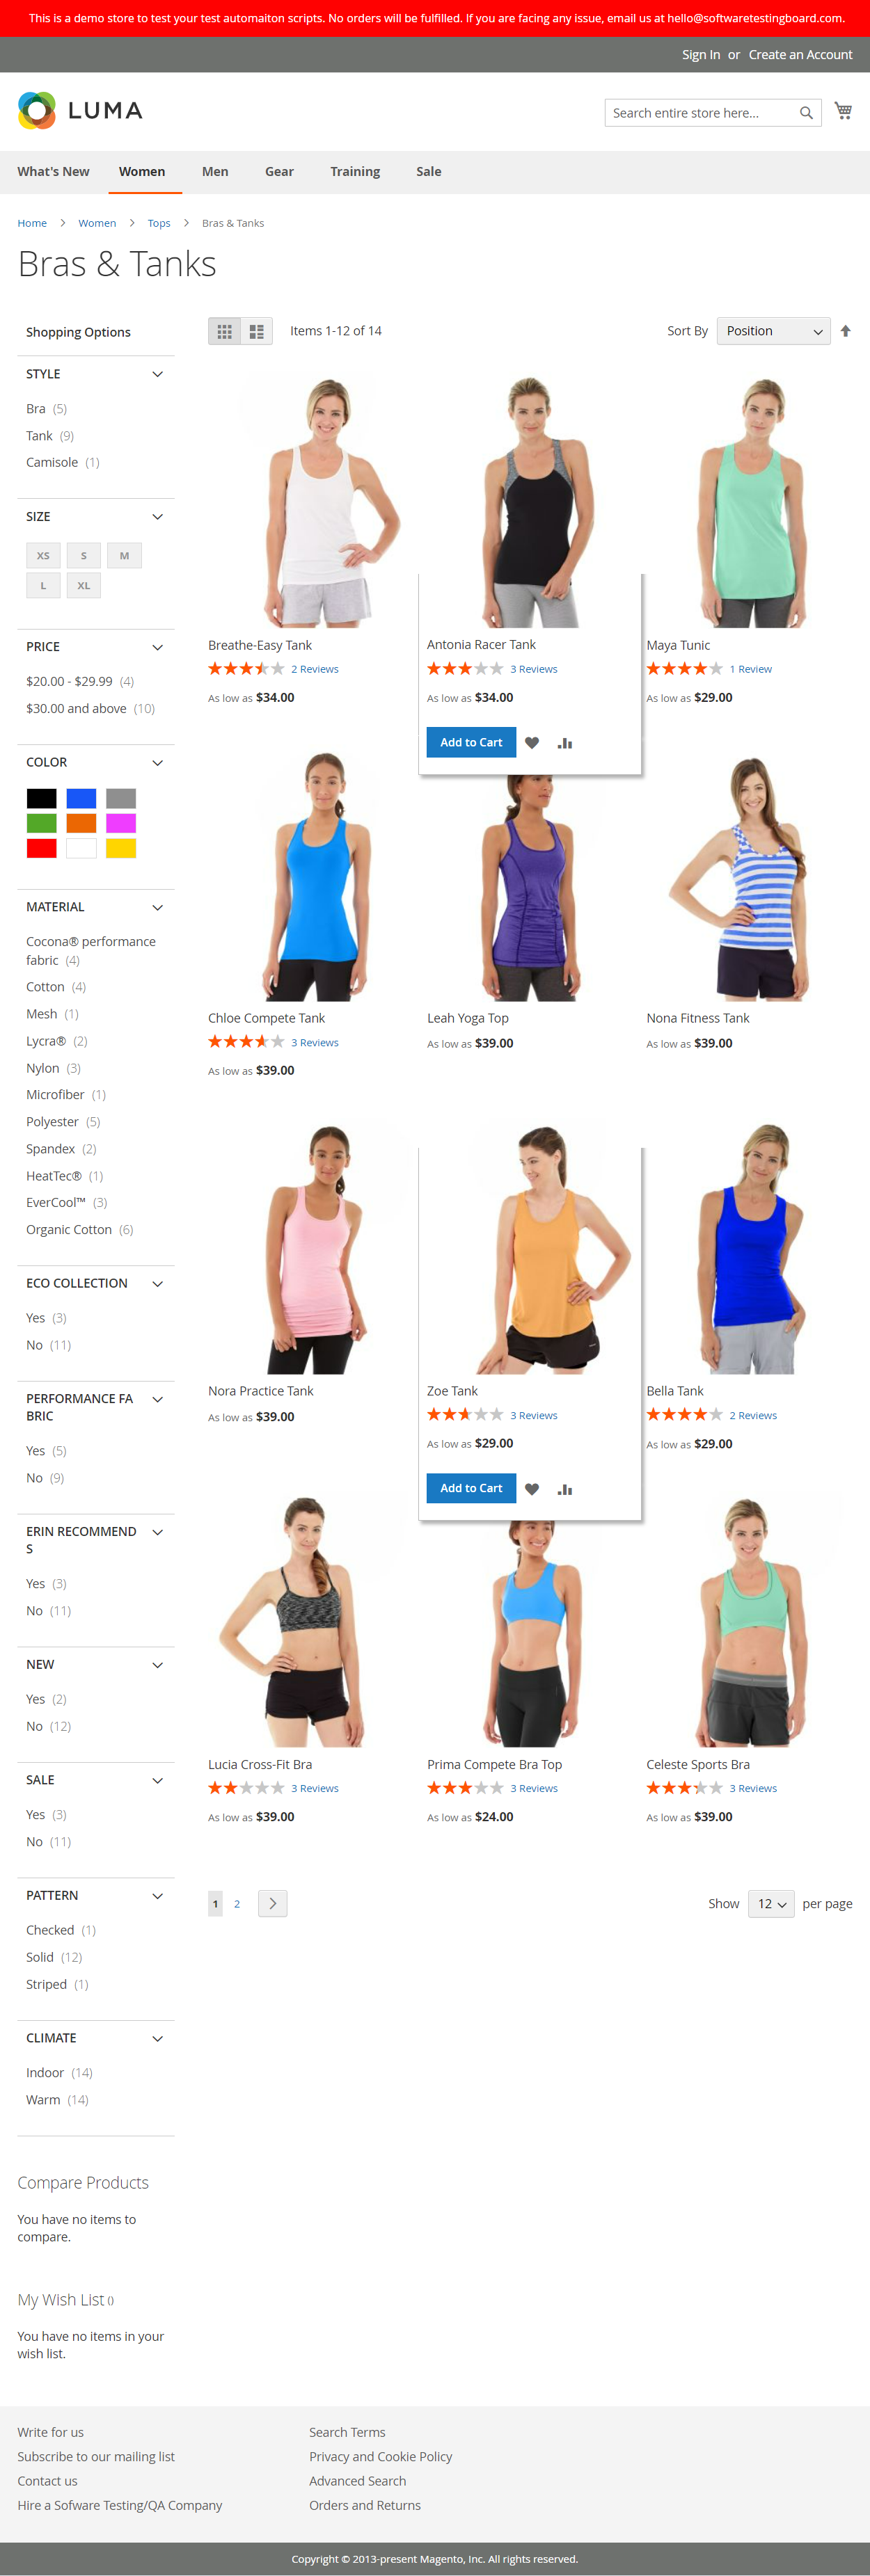 This is a demo store to test your test automaiton scripts. No orders will be fulfilled. If you are facing any issue, email us at hello@softwaretestingboard.com.
Sign In or Create an Account
LUMA
Search entire store here...
What's New Women Men Gear Training Sale
Home > Women > Tops > Bras & Tanks
Bras & Tanks
Shopping Options
STYLE
Bra (5)
Tank (9)
Camisole (1)
SIZE
XS S M
L XL
PRICE
$20.00 - $29.99 (4)
$30.00 and above (10)
COLOR
MATERIAL
Cocona® performance
fabric (4)
Cotton (4)
Mesh (1)
Lycra® (2)
Nylon (3)
Microfiber (1)
Polyester (5)
Spandex (2)
HeatTec® (1)
EverCool™ (3)
Organic Cotton (6)
ECO COLLECTION
Yes (3)
No (11)
PERFORMANCE FA
BRIC
Yes (5)
No (9)
ERIN RECOMMEND
S
Yes (3)
No (11)
NEW
Yes (2)
No (12)
SALE
Yes (3)
No (11)
PATTERN
Checked (1)
Solid (12)
Striped (1)
CLIMATE
Indoor (14)
Warm (14)
Compare Products
You have no items to
compare.
My Wish List ()
You have no items in your
wish list.
Items 1-12 of 14
Sort By Position
Breathe-Easy Tank
2 Reviews
As low as $34.00
Antonia Racer Tank
3 Reviews
As low as $34.00
Add to Cart
Maya Tunic
1 Review
As low as $29.00
Chloe Compete Tank
3 Reviews
As low as $39.00
Leah Yoga Top
As low as $39.00
Nona Fitness Tank
As low as $39.00
Nora Practice Tank
As low as $39.00
Zoe Tank
3 Reviews
As low as $29.00
Add to Cart
Bella Tank
2 Reviews
As low as $29.00
Lucia Cross-Fit Bra
3 Reviews
As low as $39.00
Prima Compete Bra Top
3 Reviews
As low as $24.00
Celeste Sports Bra
3 Reviews
As low as $39.00
1 2
Show 12 per page
Write for us
Subscribe to our mailing list
Contact us
Hire a Sofware Testing/QA Company
Search Terms
Privacy and Cookie Policy
Advanced Search
Orders and Returns
Copyright © 2013-present Magento, Inc. All rights reserved.